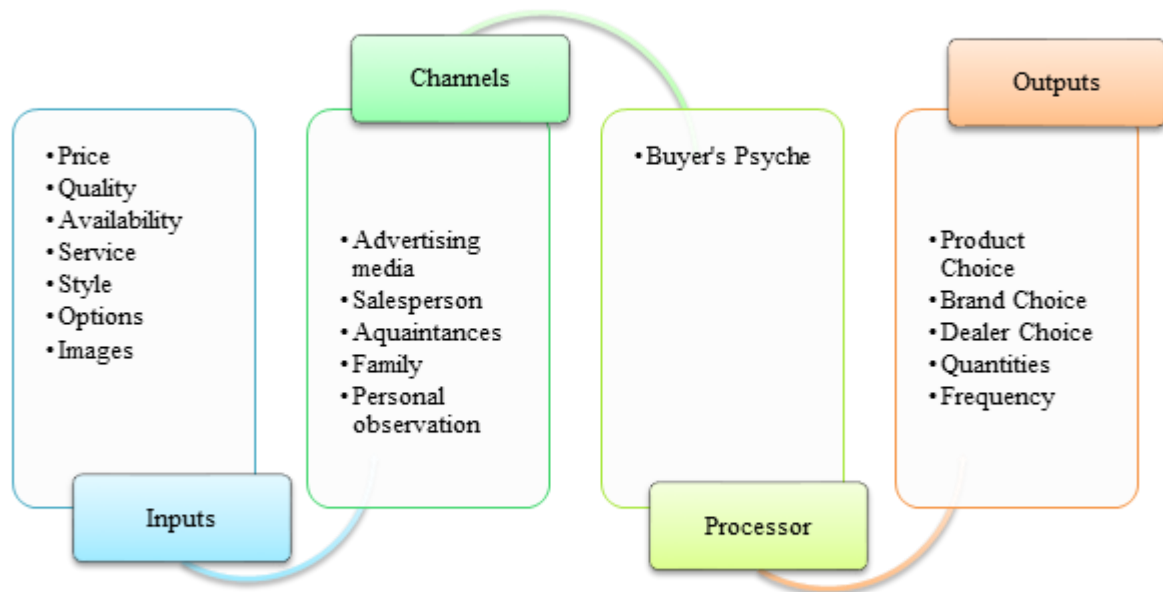 Inputs
•Price
•Quality
•Availability
•Service
•Style
•Options
•Images
Channels
•Advertising
media
•Salesperson
•Aquaintances
•Family
•Personal
observation
Processor
•Buyer's Psyche
Outputs
•Product
Choice
•Brand Choice
•Dealer Choice
•Quantities
•Frequency